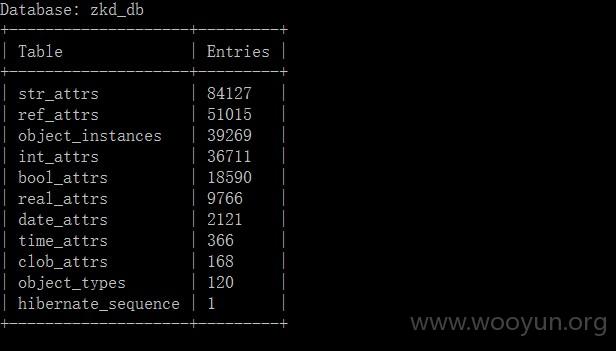 Database: zkd_db
+--------------------+---------+
| Table              | Entries |
+--------------------+---------+
| str_attrs          | 84127   |
| ref_attrs          | 51015   |
| object_instances   | 39269   |
| int_attrs          | 36711   |
| bool_attrs         | 18590   |
| real_attrs         | 9766    |
| date_attrs         | 2121    |
| time_attrs         | 366     |
| clob_attrs         | 168     |
| object_types       | 120     |
| hibernate_sequence | 1       |
+--------------------+---------+
www.wooyun.org